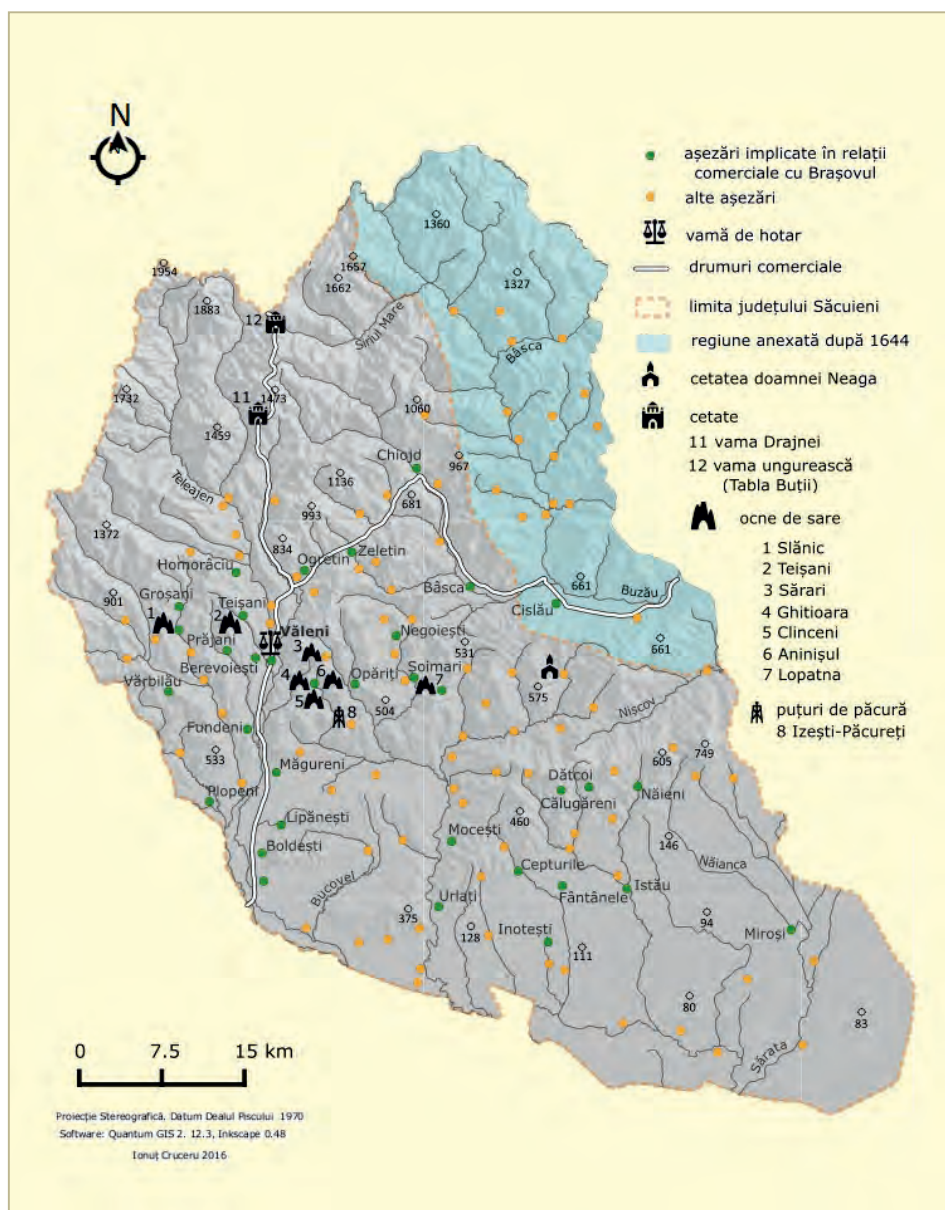 N
așezări implicate în relații
comerciale cu Brașovul
alte așezări
vamă de hotar
drumuri comerciale
limita județului Săcuieni
regiune anexată după 1644
cetatea doamnei Neaga
cetate
11 vama Drajnei
12 vama ungurească
(Tabla Buții)
ocne de sare
1 Slănic
2 Teișani
3 Sărari
4 Ghitioara
5 Clinceni
6 Aninișul
7 Lopatna
puțuri de păcură
8 Izești-Păcureți
1360
1657
1954
1662
1327
1883
12
Siriul Mare
Bâsca
1732
11
1473
1060
1459
Chiojd
967
1136
Teleajen
681
993
1372
834
Zeletin
Ogretin
Homorâciu
661
Buzău
901
Groșani
Bâsca
Cislău
1
2
Teișani
Văleni
Negoiești
3
531
661
Prăjani
Berevoiești
4
6
Opăriți
Soimari
7
575
Vărbilău
5
8
504
Nișcov
Fundeni
533
605
749
Măgureni
Dătcoi
Plopeni
Călugăreni
Năieni
Lipănești
460
Mocești
146
Boldești
Năianca
Cepturile
Bucovel
Fântânele
Istău
Urlați
375
94
128
Inotești
Miroși
111
80
83
Sărata
0 7.5 15 km
Proiecție Stereografică. Datum Dealul Piscului 1970
Software: Quantum GIS 2. 12.3, Inkscape 0.48
Ionuț Cruceru 2016